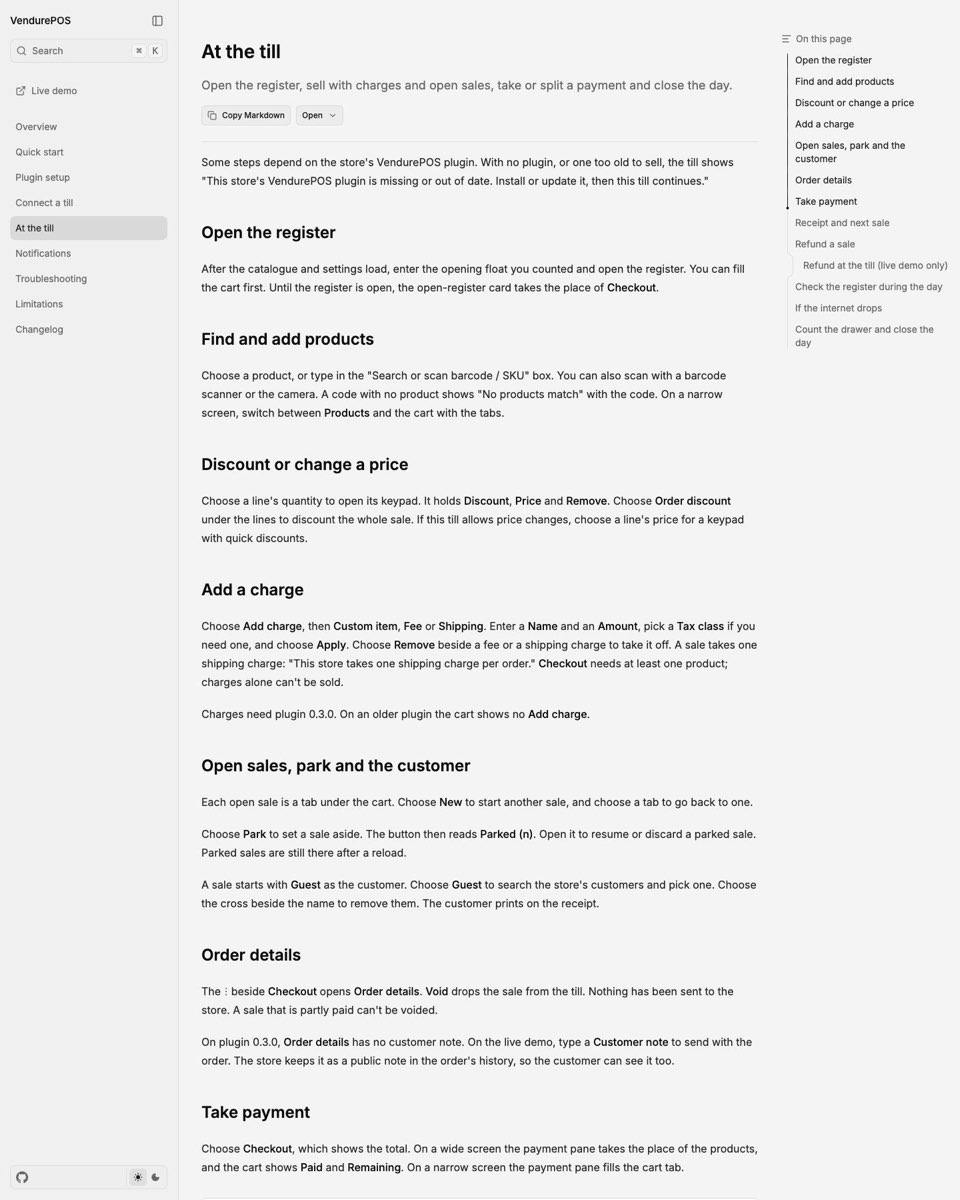 VendurePOS
Search
⌘ K
Live demo
Overview
Quick start
Plugin setup
Connect a till
At the till
Notifications
Troubleshooting
Limitations
Changelog
At the till
Open the register, sell with charges and open sales, take or split a payment and close the day.
Copy Markdown
Open
Some steps depend on the store's VendurePOS plugin. With no plugin, or one too old to sell, the till shows
"This store's VendurePOS plugin is missing or out of date. Install or update it, then this till continues."
Open the register
After the catalogue and settings load, enter the opening float you counted and open the register. You can fill
the cart first. Until the register is open, the open-register card takes the place of Checkout.
Find and add products
Choose a product, or type in the "Search or scan barcode / SKU" box. You can also scan with a barcode
scanner or the camera. A code with no product shows "No products match" with the code. On a narrow
screen, switch between Products and the cart with the tabs.
Discount or change a price
Choose a line's quantity to open its keypad. It holds Discount, Price and Remove. Choose Order discount
under the lines to discount the whole sale. If this till allows price changes, choose a line's price for a keypad
with quick discounts.
Add a charge
Choose Add charge, then Custom item, Fee or Shipping. Enter a Name and an Amount, pick a Tax class if you
need one, and choose Apply. Choose Remove beside a fee or a shipping charge to take it off. A sale takes one
shipping charge: "This store takes one shipping charge per order." Checkout needs at least one product;
charges alone can't be sold.
Charges need plugin 0.3.0. On an older plugin the cart shows no Add charge.
Open sales, park and the customer
Each open sale is a tab under the cart. Choose New to start another sale, and choose a tab to go back to one.
Choose Park to set a sale aside. The button then reads Parked (n). Open it to resume or discard a parked sale.
Parked sales are still there after a reload.
A sale starts with Guest as the customer. Choose Guest to search the store's customers and pick one. Choose
the cross beside the name to remove them. The customer prints on the receipt.
Order details
The ⋮ beside Checkout opens Order details. Void drops the sale from the till. Nothing has been sent to the
store. A sale that is partly paid can't be voided.
On plugin 0.3.0, Order details has no customer note. On the live demo, type a Customer note to send with the
order. The store keeps it as a public note in the order's history, so the customer can see it too.
Take payment
Choose Checkout, which shows the total. On a wide screen the payment pane takes the place of the products,
and the cart shows Paid and Remaining. On a narrow screen the payment pane fills the cart tab.
On this page
Open the register
Find and add products
Discount or change a price
Add a charge
Open sales, park and the
customer
Order details
Take payment
Receipt and next sale
Refund a sale
Refund at the till (live demo only)
Check the register during the day
If the internet drops
Count the drawer and close the
day